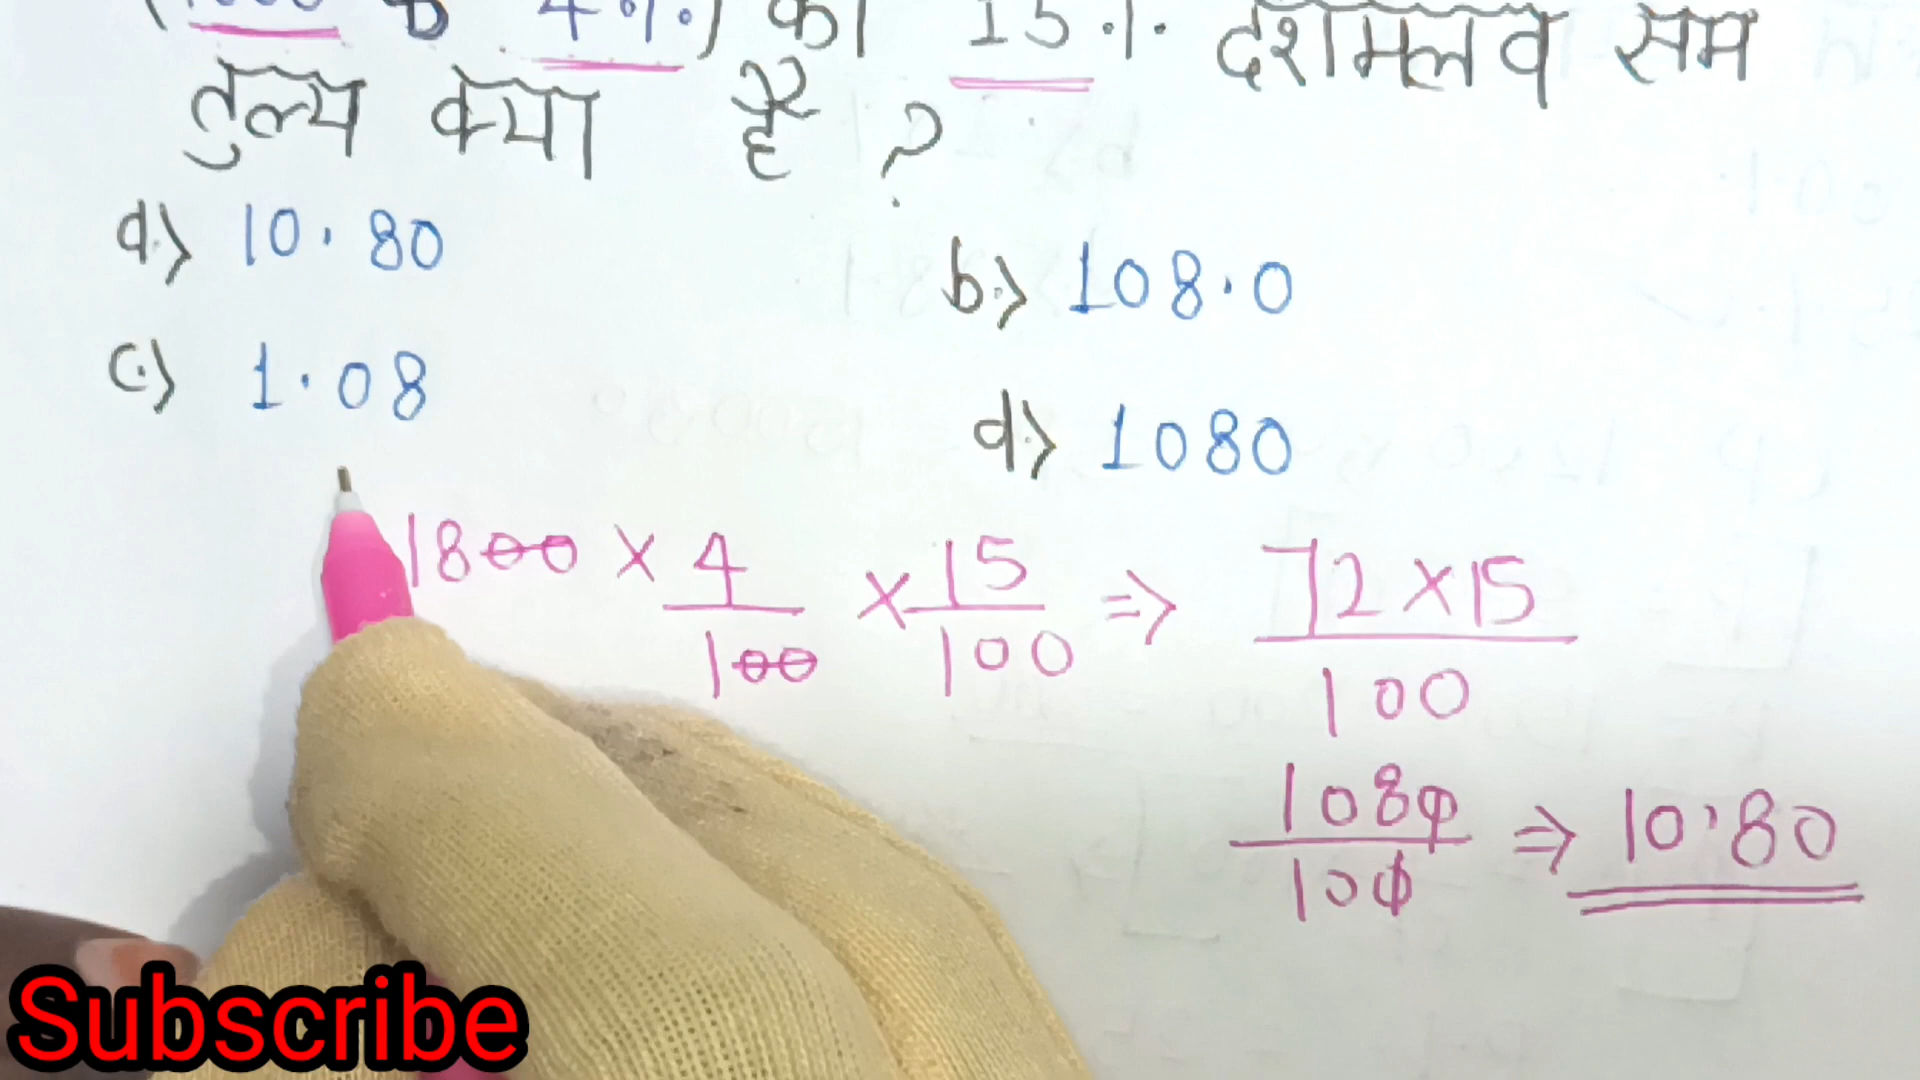 4%) का 15% दशमलव सम
तुल्य क्या है ?
a) 10.80
b) 108.0
c) 1.08
d) 1080
1800 × 4/100 × 15/100 ⇒ 72×15/100
1080/100 ⇒ 10.80
Subscribe